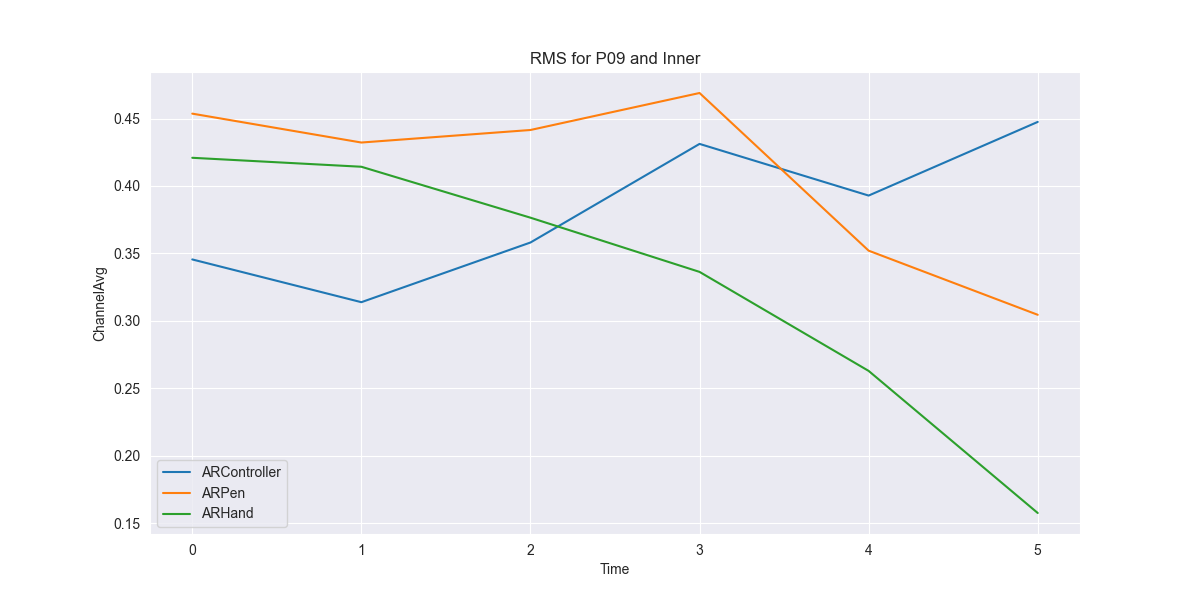 RMS for P09 and Inner
ChannelAvg
0.45
0.40
0.35
0.30
0.25
0.20
0.15
ARController
ARPen
ARHand
0 1 2 3 4 5
Time